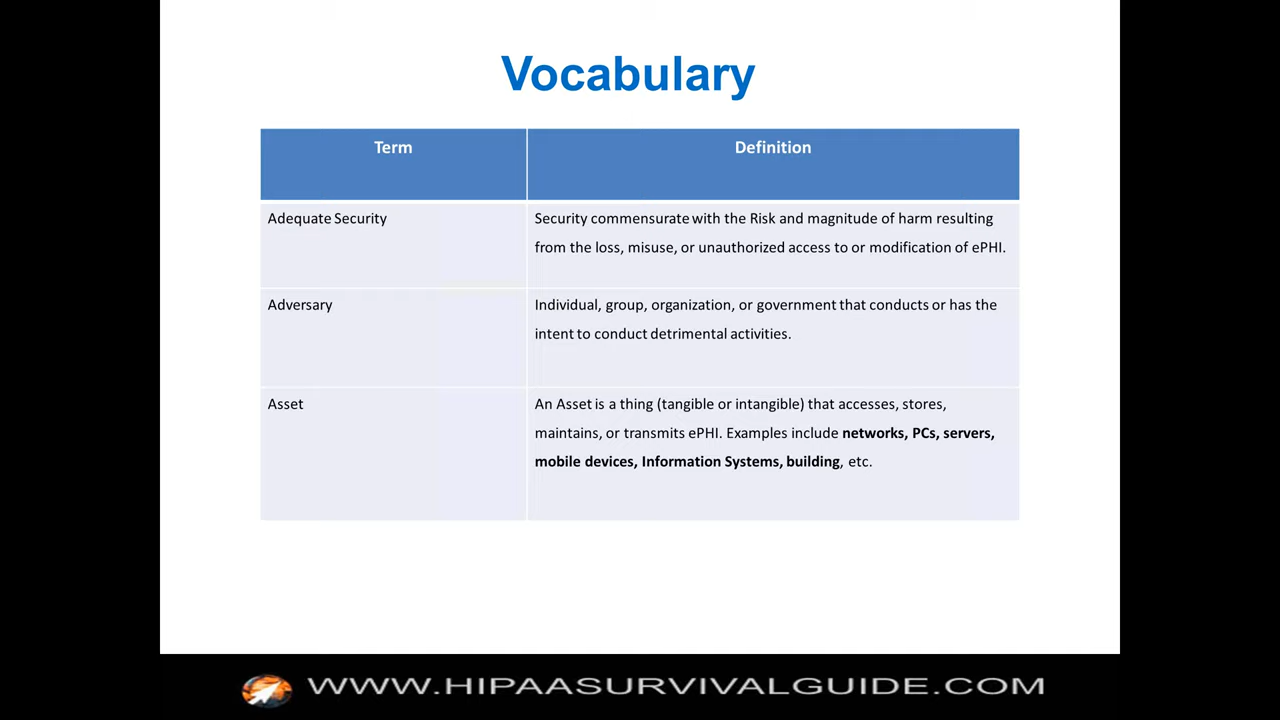 Vocabulary
Term
Definition
Adequate Security
Security commensurate with the Risk and magnitude of harm resulting
from the loss, misuse, or unauthorized access to or modification of ePHI.
Adversary
Individual, group, organization, or government that conducts or has the
intent to conduct detrimental activities.
Asset
An Asset is a thing (tangible or intangible) that accesses, stores,
maintains, or transmits ePHI. Examples include networks, PCs, servers,
mobile devices, Information Systems, building, etc.
WWW.HIPAASURVIVALGUIDE.COM